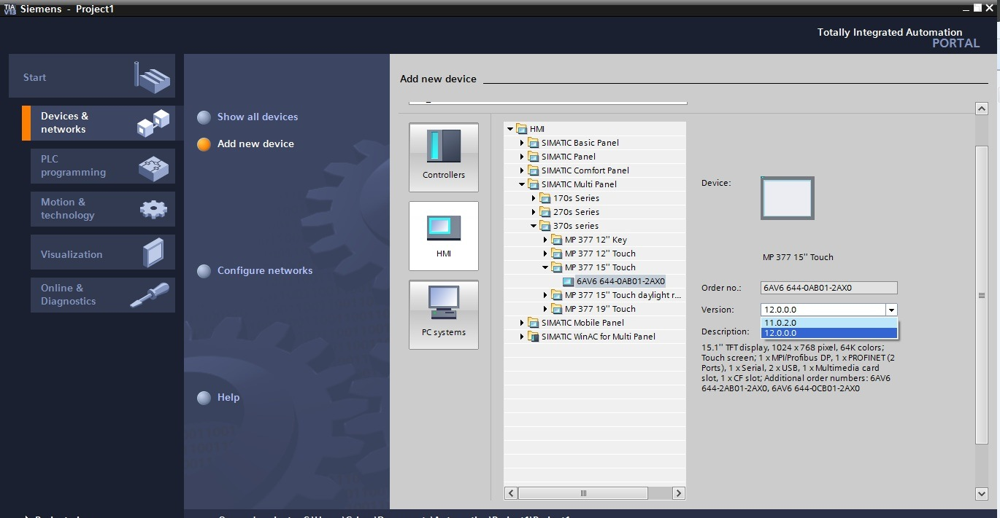 TIA
V13
Siemens - Project1
Totally Integrated Automation
PORTAL
Start
Devices &
networks
PLC
programming
Motion &
technology
Visualization
Online &
Diagnostics
Show all devices
Add new device
Configure networks
Help
Add new device
Controllers
HMI
PC systems
HMI
SIMATIC Basic Panel
SIMATIC Panel
SIMATIC Comfort Panel
SIMATIC Multi Panel
170s Series
270s Series
370s series
MP 377 12'' Key
MP 377 12'' Touch
MP 377 15'' Touch
6AV6 644-0AB01-2AX0
MP 377 15'' Touch daylight r...
MP 377 19'' Touch
SIMATIC Mobile Panel
SIMATIC WinAC for Multi Panel
Device:
MP 377 15'' Touch
Order no.: 6AV6 644-0AB01-2AX0
Version: 12.0.0.0
11.0.2.0
12.0.0.0
Description:
15.1'' TFT display, 1024 x 768 pixel, 64K colors;
Touch screen; 1 x MPI/Profibus DP, 1 x PROFINET (2
Ports), 1 x Serial, 2 x USB, 1 x Multimedia card
slot, 1 x CF slot; Additional order numbers: 6AV6
644-2AB01-2AX0, 6AV6 644-0CB01-2AX0